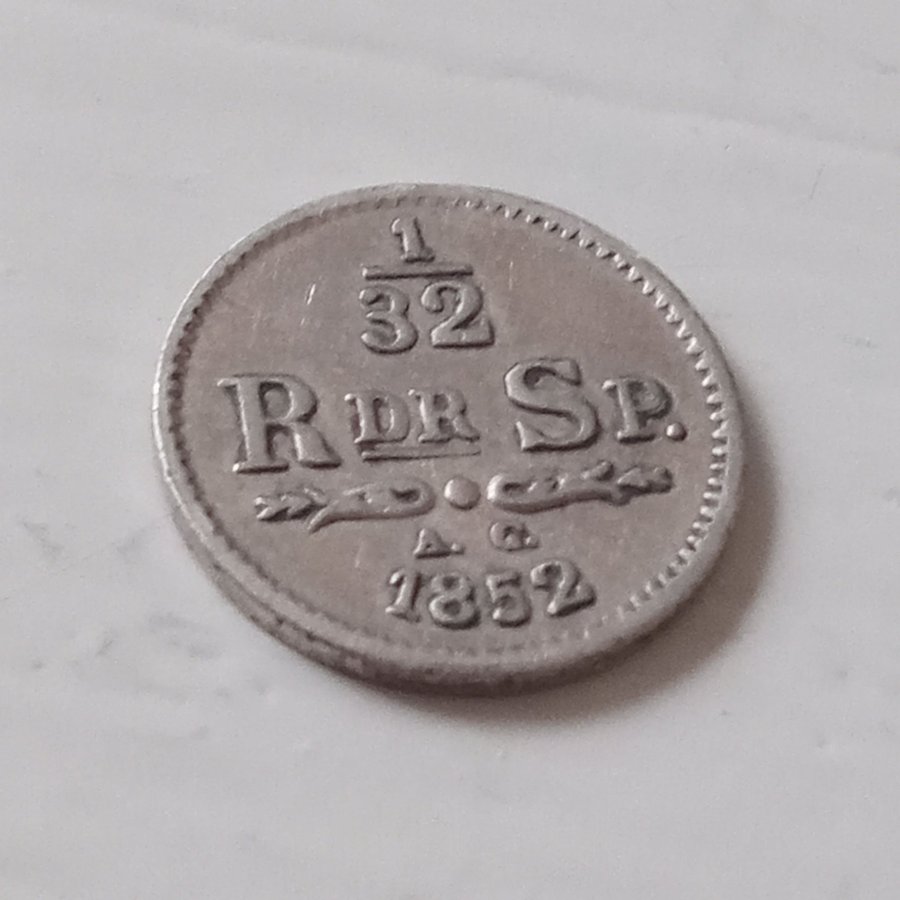 1/32
RDR SP.
A. G.
1852